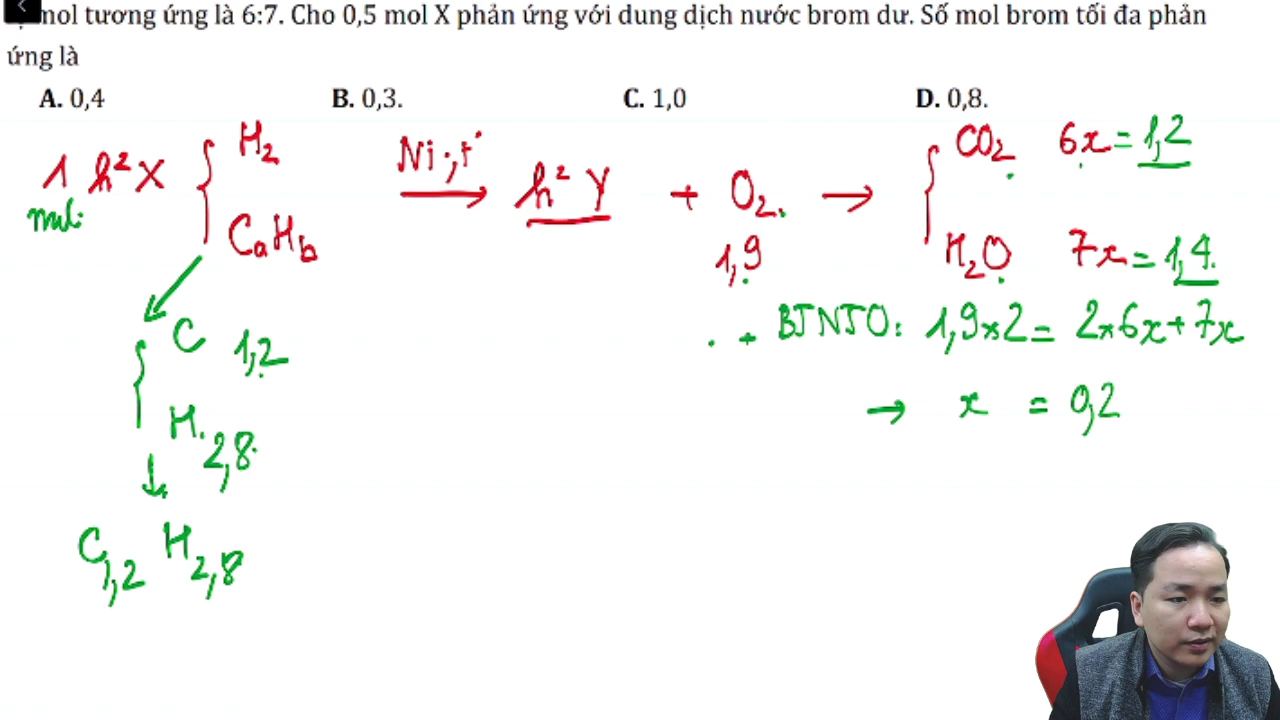 mol tương ứng là 6:7. Cho 0,5 mol X phản ứng với dung dịch nước brom dư. Số mol brom tối đa phản
ứng là
A. 0,4 B. 0,3. C. 1,0 D. 0,8.
1 h² X { H₂ Ni, t° h² Y + O₂ → { CO₂ 6x = 1,2
mol CₐH_b 1,9 H₂O 7x = 1,4
C 1,2 + BTNTO: 1,9×2 = 2×6x + 7x
H 2,8 → x = 0,2
C₁,₂ H₂,₈